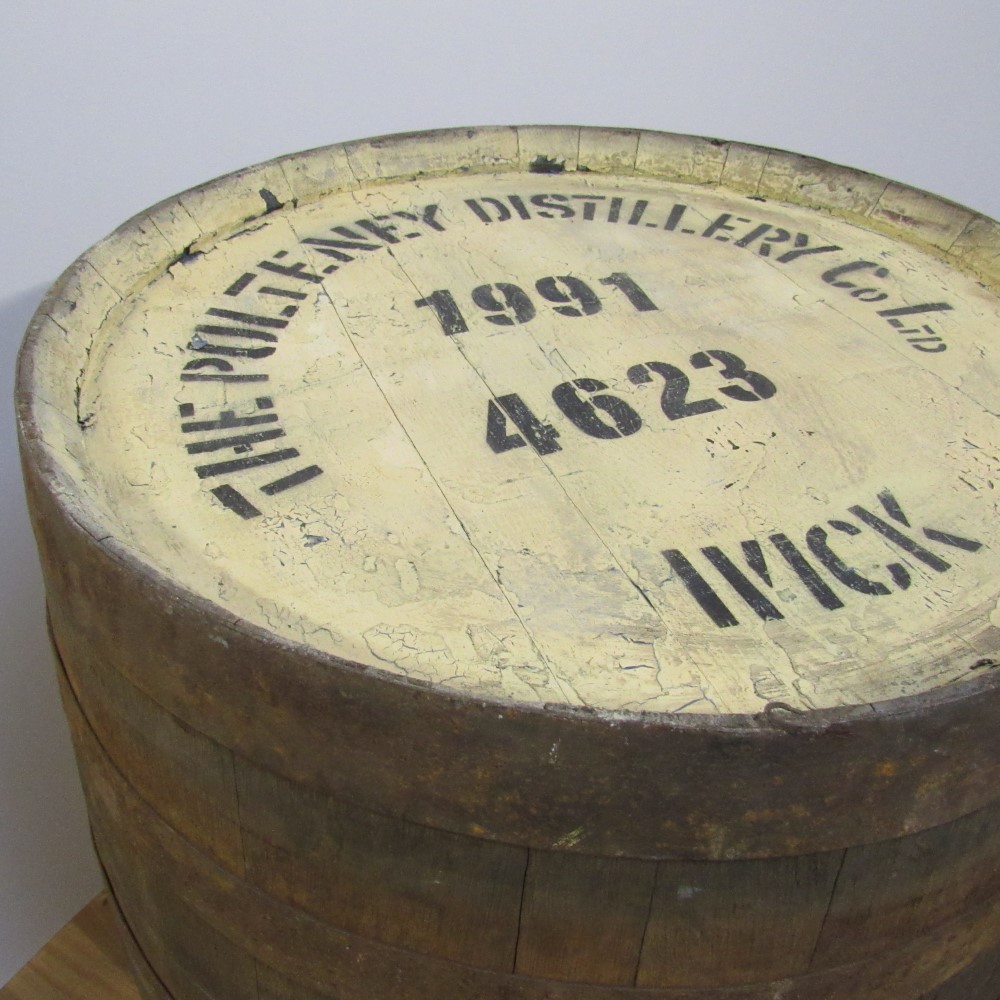 THE PULTENEY DISTILLERY Co LTD
1991
4623
WICK